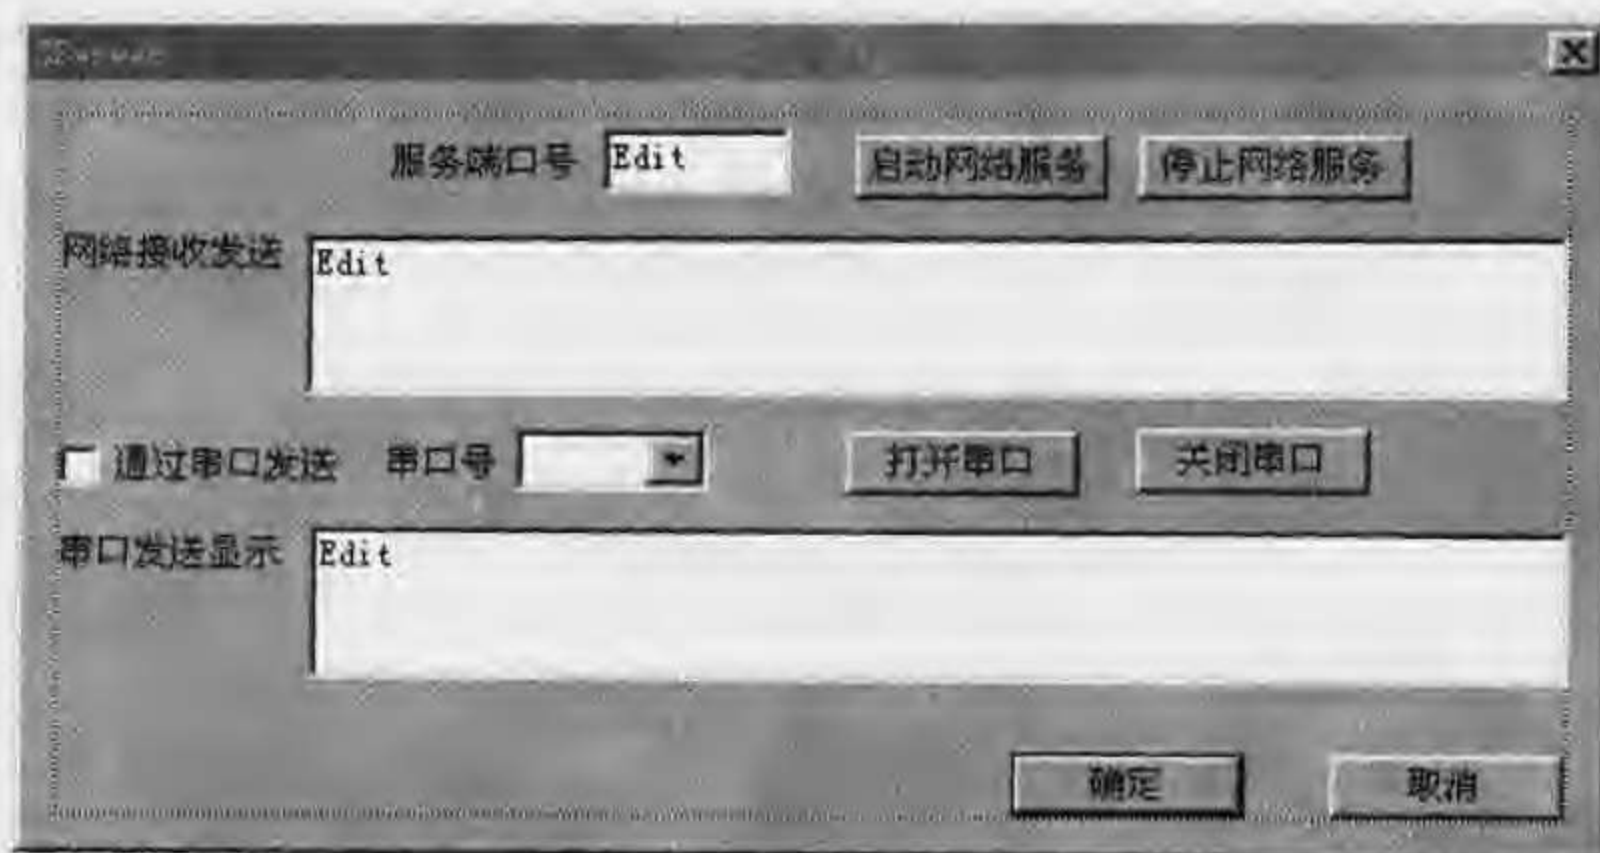 服务端口号 Edit 启动网络服务 停止网络服务
网络接收发送 Edit
通过串口发送 串口号 打开串口 关闭串口
串口发送显示 Edit
确定 取消